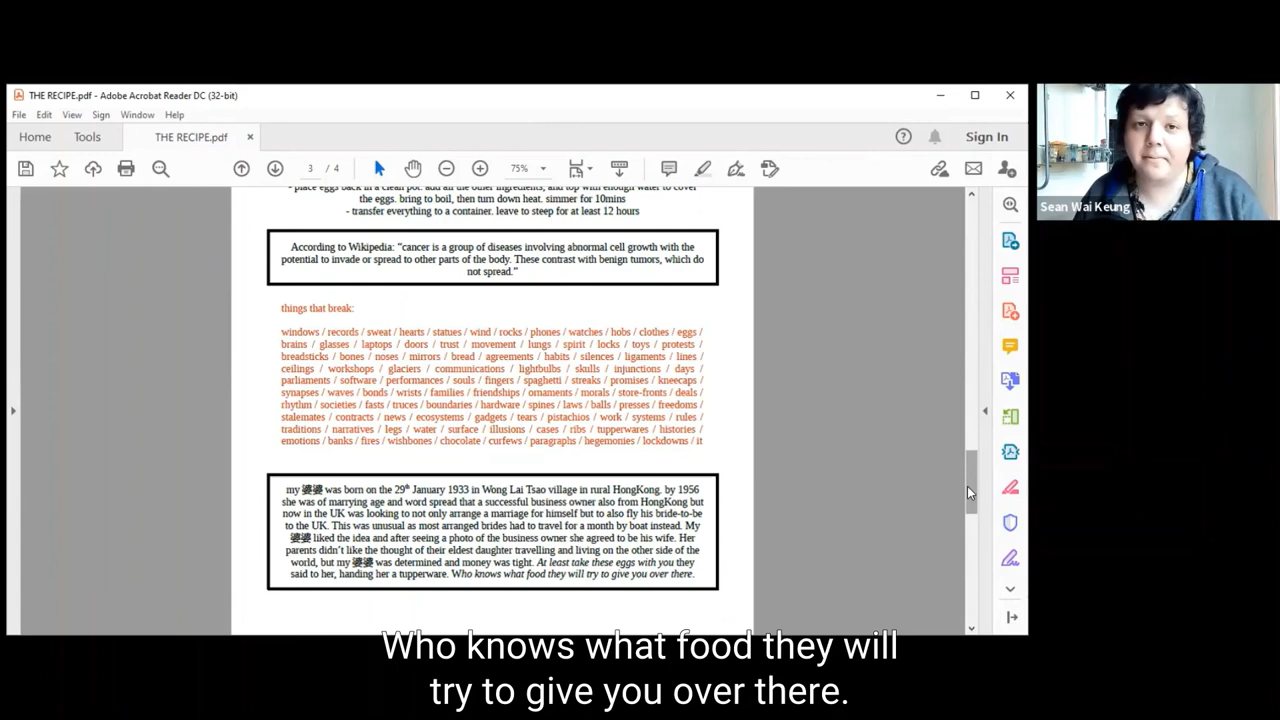 THE RECIPE.pdf - Adobe Acrobat Reader DC (32-bit)
File Edit View Sign Window Help
Home Tools THE RECIPE.pdf × Sign In
3 / 4 75%
- place eggs back in a clean pot. add all the other ingredients, and top with enough water to cover
the eggs. bring to boil, then turn down heat. simmer for 10mins
- transfer everything to a container. leave to steep for at least 12 hours
According to Wikipedia: “cancer is a group of diseases involving abnormal cell growth with the
potential to invade or spread to other parts of the body. These contrast with benign tumors, which do
not spread.”
things that break:
windows / records / sweat / hearts / statues / wind / rocks / phones / watches / hobs / clothes / eggs /
brains / glasses / laptops / doors / trust / movement / lungs / spirit / locks / toys / protests /
breadsticks / bones / noses / mirrors / bread / agreements / habits / silences / ligaments / lines /
ceilings / workshops / glaciers / communications / lightbulbs / skulls / injunctions / days /
parliaments / software / performances / souls / fingers / spaghetti / streaks / promises / kneecaps /
synapses / waves / bonds / wrists / families / friendships / ornaments / morals / store-fronts / deals /
rhythm / societies / fasts / truces / boundaries / hardware / spines / laws / balls / presses / freedoms /
stalemates / contracts / news / ecosystems / gadgets / tears / pistachios / work / systems / rules /
traditions / narratives / legs / water / surface / illusions / cases / ribs / tupperwares / histories /
emotions / banks / fires / wishbones / chocolate / curfews / paragraphs / hegemonies / lockdowns / it
my 婆婆 was born on the 29th January 1933 in Wong Lai Tsao village in rural HongKong. by 1956
she was of marrying age and word spread that a successful business owner also from HongKong but
now in the UK was looking to not only arrange a marriage for himself but to also fly his bride-to-be
to the UK. This was unusual as most arranged brides had to travel for a month by boat instead. My
婆婆 liked the idea and after seeing a photo of the business owner she agreed to be his wife. Her
parents didn’t like the thought of their eldest daughter travelling and living on the other side of the
world, but my 婆婆 was determined and money was tight. At least take these eggs with you they
said to her, handing her a tupperware. Who knows what food they will try to give you over there.
Sean Wai Keung
Who knows what food they will
try to give you over there.